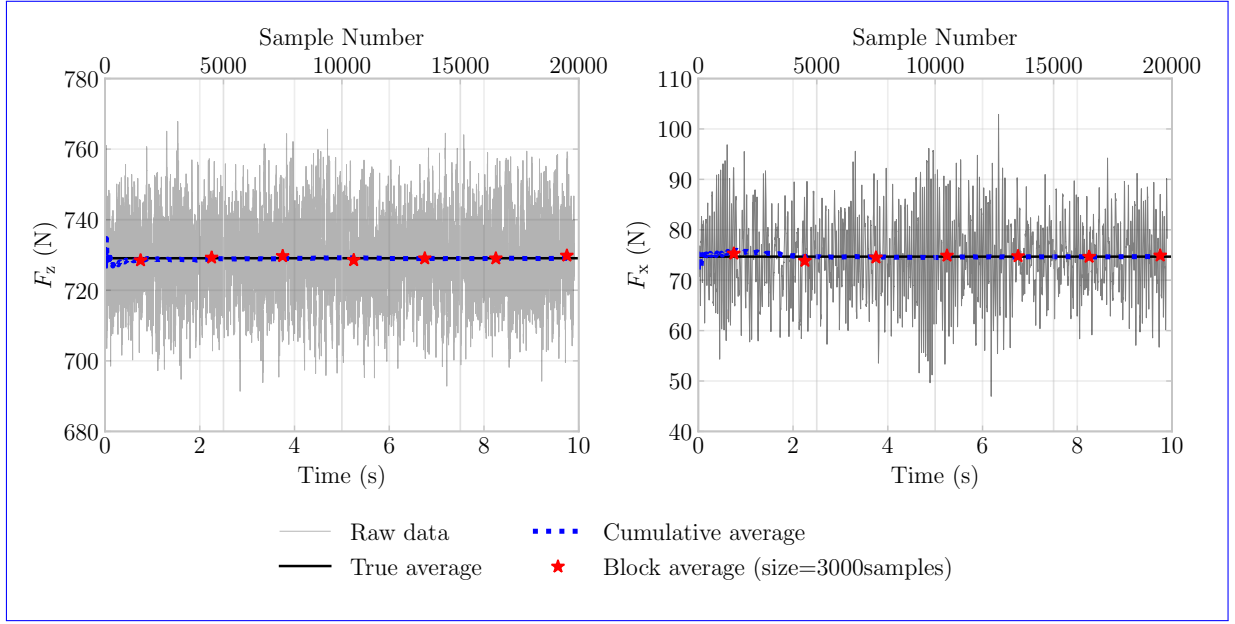 Sample Number
0 5000 10000 15000 20000
780
760
740
720
700
680
F_z (N)
0 2 4 6 8 10
Time (s)
Sample Number
0 5000 10000 15000 20000
110
100
90
80
70
60
50
40
F_x (N)
0 2 4 6 8 10
Time (s)
Raw data
True average
Cumulative average
Block average (size=3000samples)